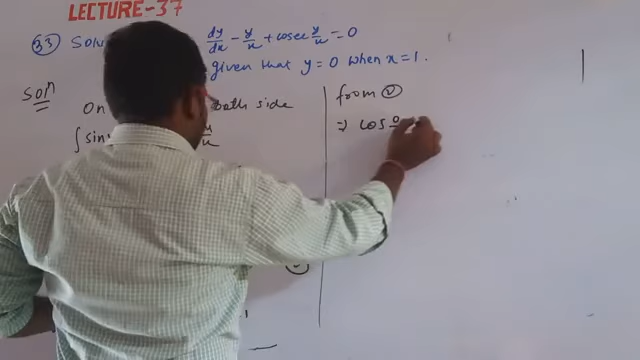 LECTURE-37
33 Solv dy/dx - y/x + cosec y/x = 0
given that y = 0 when x = 1.
Solⁿ
On both side
∫ sin
from (v)
⇒ cos 0